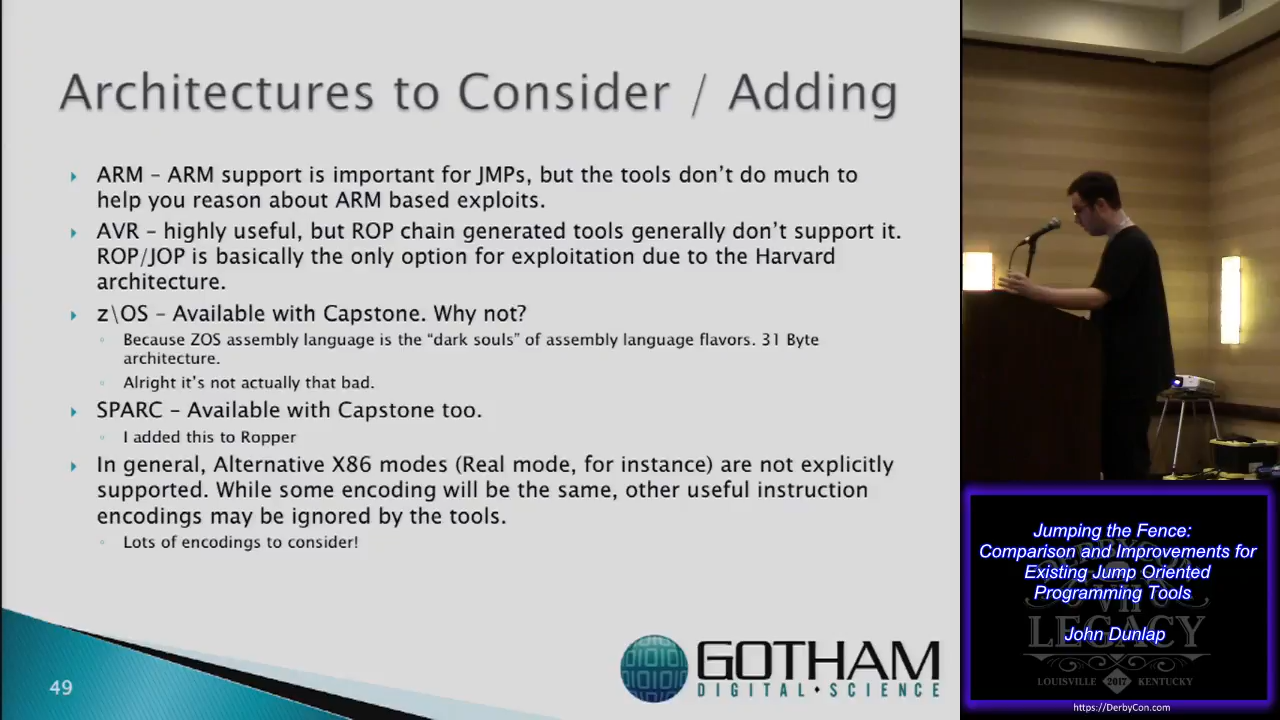 Architectures to Consider / Adding
ARM – ARM support is important for JMPs, but the tools don't do much to
help you reason about ARM based exploits.
AVR – highly useful, but ROP chain generated tools generally don't support it.
ROP/JOP is basically the only option for exploitation due to the Harvard
architecture.
z\OS – Available with Capstone. Why not?
Because ZOS assembly language is the “dark souls” of assembly language flavors. 31 Byte
architecture.
Alright it's not actually that bad.
SPARC – Available with Capstone too.
I added this to Ropper
In general, Alternative X86 modes (Real mode, for instance) are not explicitly
supported. While some encoding will be the same, other useful instruction
encodings may be ignored by the tools.
Lots of encodings to consider!
49
GOTHAM
DIGITAL SCIENCE
Jumping the Fence:
Comparison and Improvements for
Existing Jump Oriented
Programming Tools
John Dunlap
DERBYCON
VII
LEGACY
LOUISVILLE 2017 KENTUCKY
https://DerbyCon.com